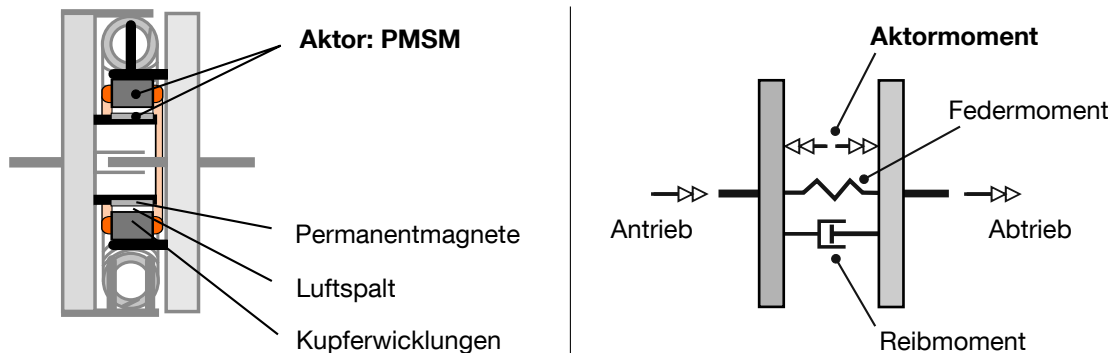 Aktor: PMSM
Permanentmagnete
Luftspalt
Kupferwicklungen
Aktormoment
Federmoment
Antrieb
Abtrieb
Reibmoment